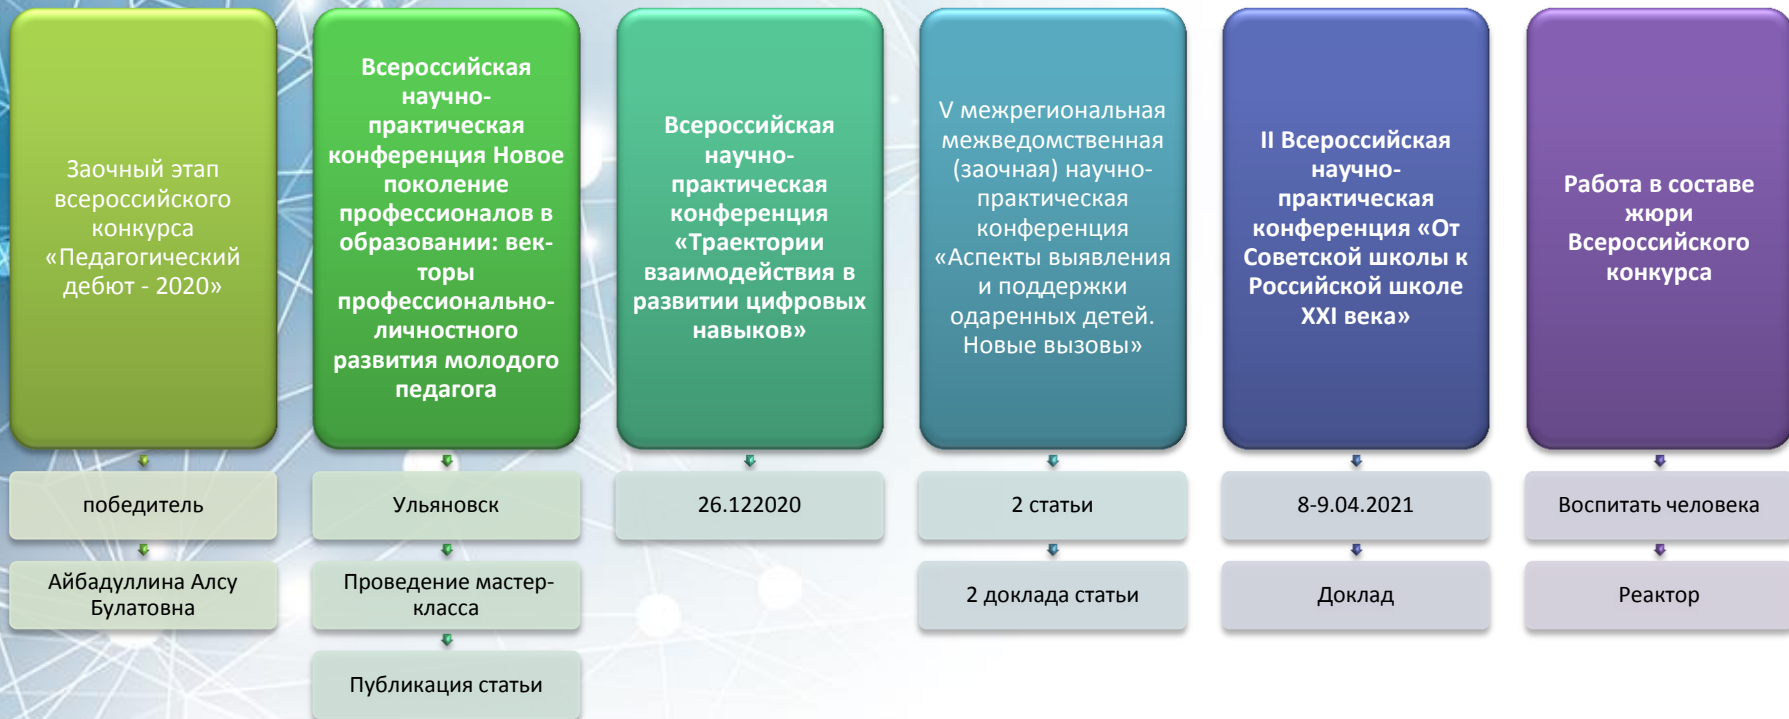 Заочный этап
всероссийского
конкурса
«Педагогический
дебют - 2020»
победитель
Айбадуллина Алсу
Булатовна
Всероссийская
научно-
практическая
конференция Новое
поколение
профессионалов в
образовании: век-
торы
профессионально-
личностного
развития молодого
педагога
Ульяновск
Проведение мастер-
класса
Публикация статьи
Всероссийская
научно-
практическая
конференция
«Траектории
взаимодействия в
развитии цифровых
навыков»
26.122020
V межрегиональная
межведомственная
(заочная) научно-
практическая
конференция
«Аспекты выявления
и поддержки
одаренных детей.
Новые вызовы»
2 статьи
2 доклада статьи
II Всероссийская
научно-
практическая
конференция «От
Советской школы к
Российской школе
XXI века»
8-9.04.2021
Доклад
Работа в составе
жюри
Всероссийского
конкурса
Воспитать человека
Реактор